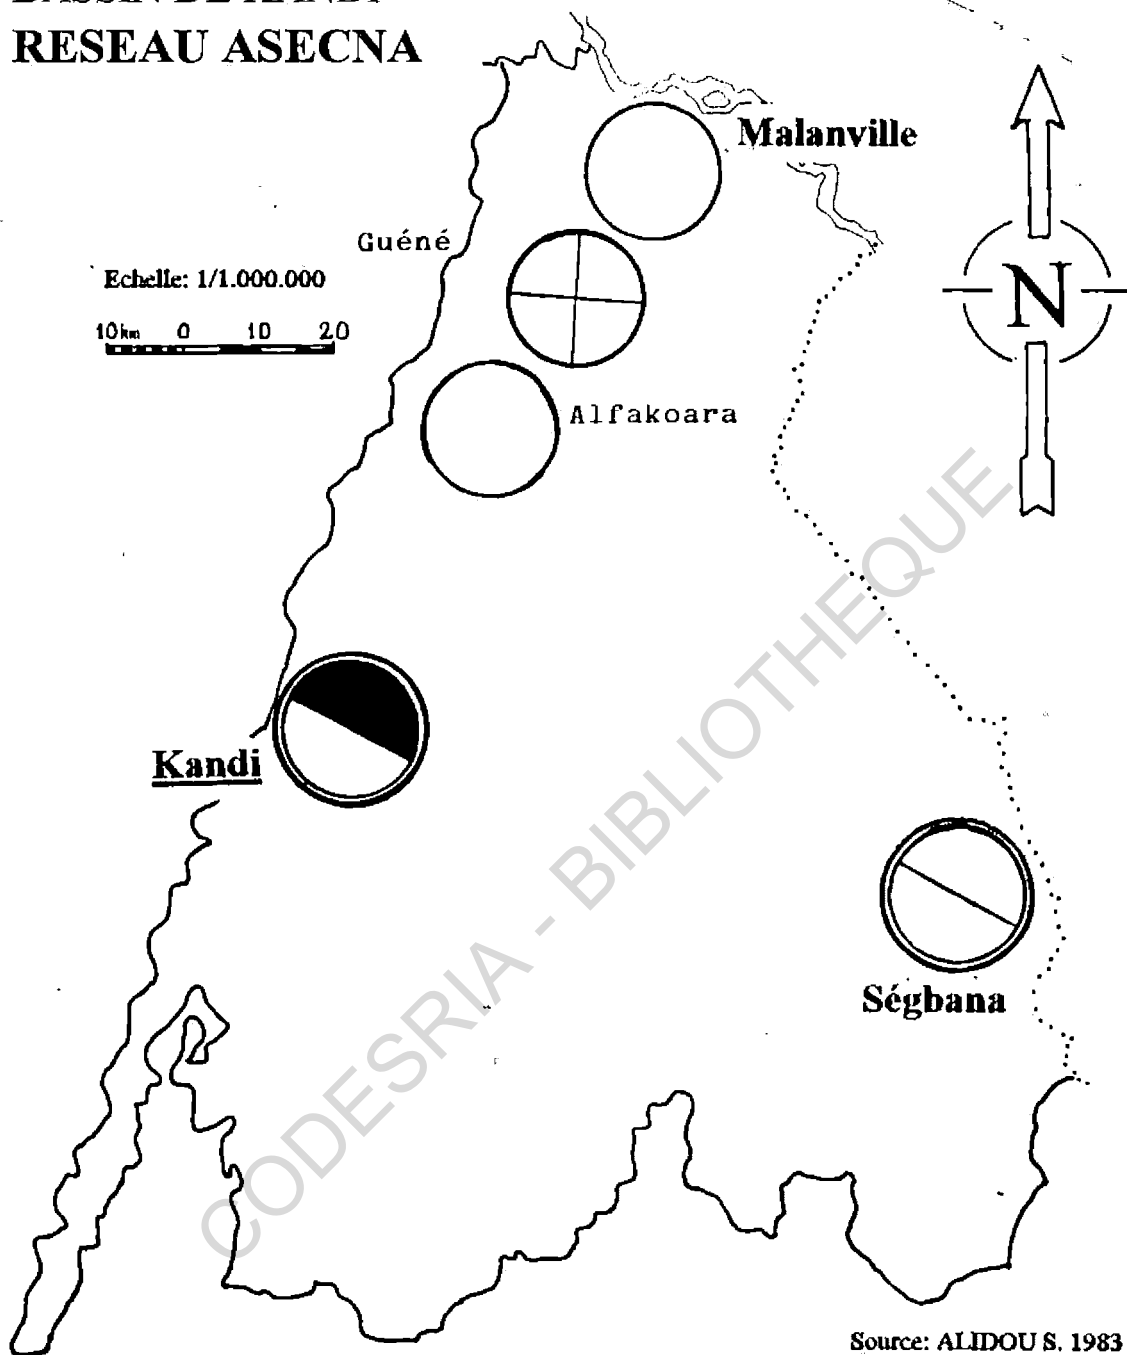 RESEAU ASECNA
Malanville
Guéné
Echelle: 1/1.000.000
10km 0 10 20
N
Alfakoara
Kandi
Ségbana
CODESRIA - BIBLIOTHEQUE
Source: ALIDOU S. 1983